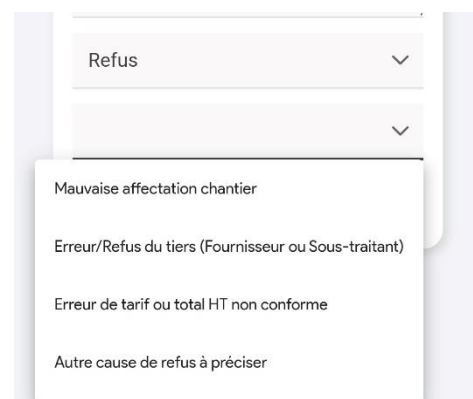 Refus
Mauvaise affectation chantier
Erreur/Refus du tiers (Fournisseur ou Sous-traitant)
Erreur de tarif ou total HT non conforme
Autre cause de refus à préciser